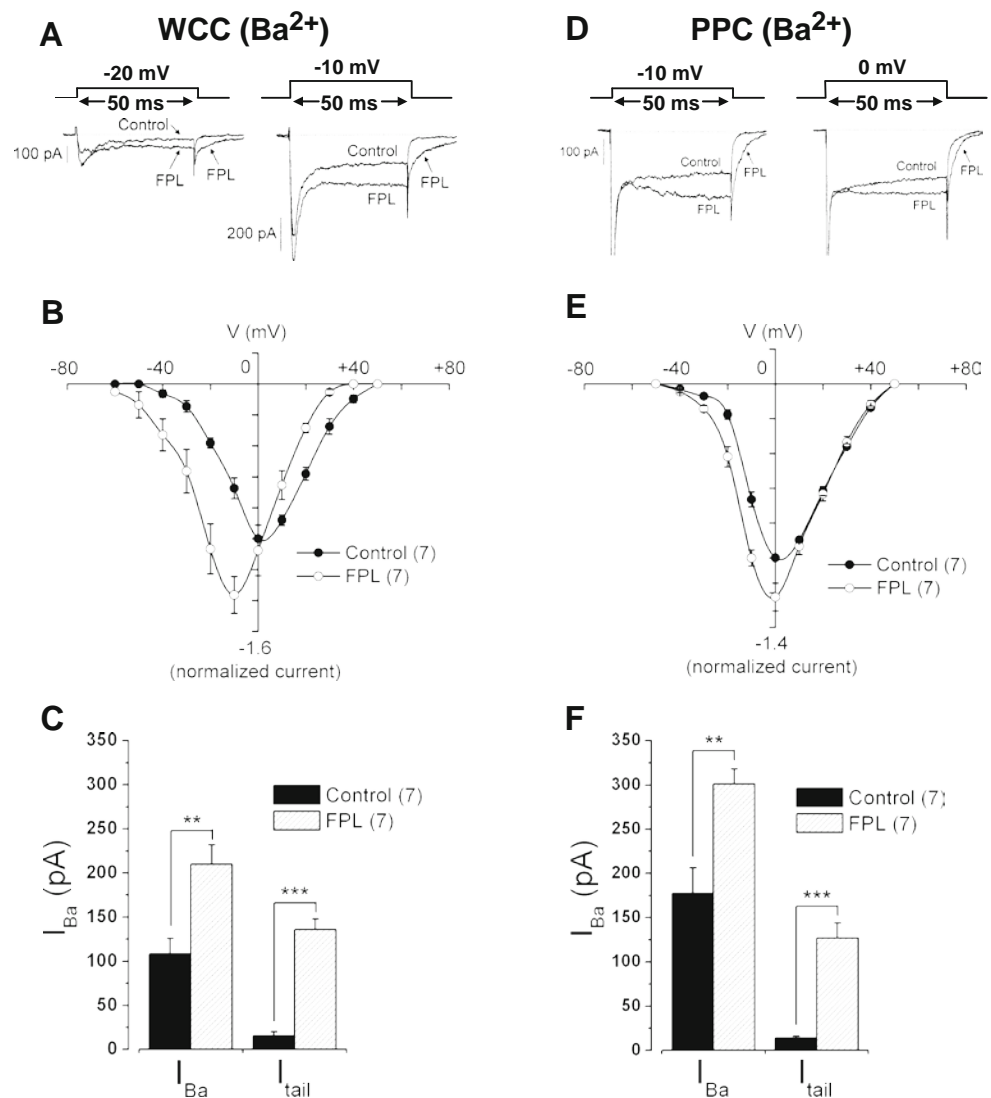 A
WCC (Ba2+)
-20 mV
50 ms
Control
100 pA
FPL
FPL
-10 mV
50 ms
Control
FPL
FPL
200 pA
B
V (mV)
-80
-40
0
+40
+80
Control (7)
FPL (7)
-1.6
(normalized current)
C
350
300
250
200
150
100
50
0
IBa (pA)
Control (7)
FPL (7)
**
***
IBa
Itail
D
PPC (Ba2+)
-10 mV
50 ms
100 pA
Control
FPL
FPL
0 mV
50 ms
Control
FPL
FPL
E
V (mV)
-80
-40
0
+40
+80
Control (7)
FPL (7)
-1.4
(normalized current)
F
350
300
250
200
150
100
50
0
IBa (pA)
**
Control (7)
FPL (7)
***
IBa
Itail